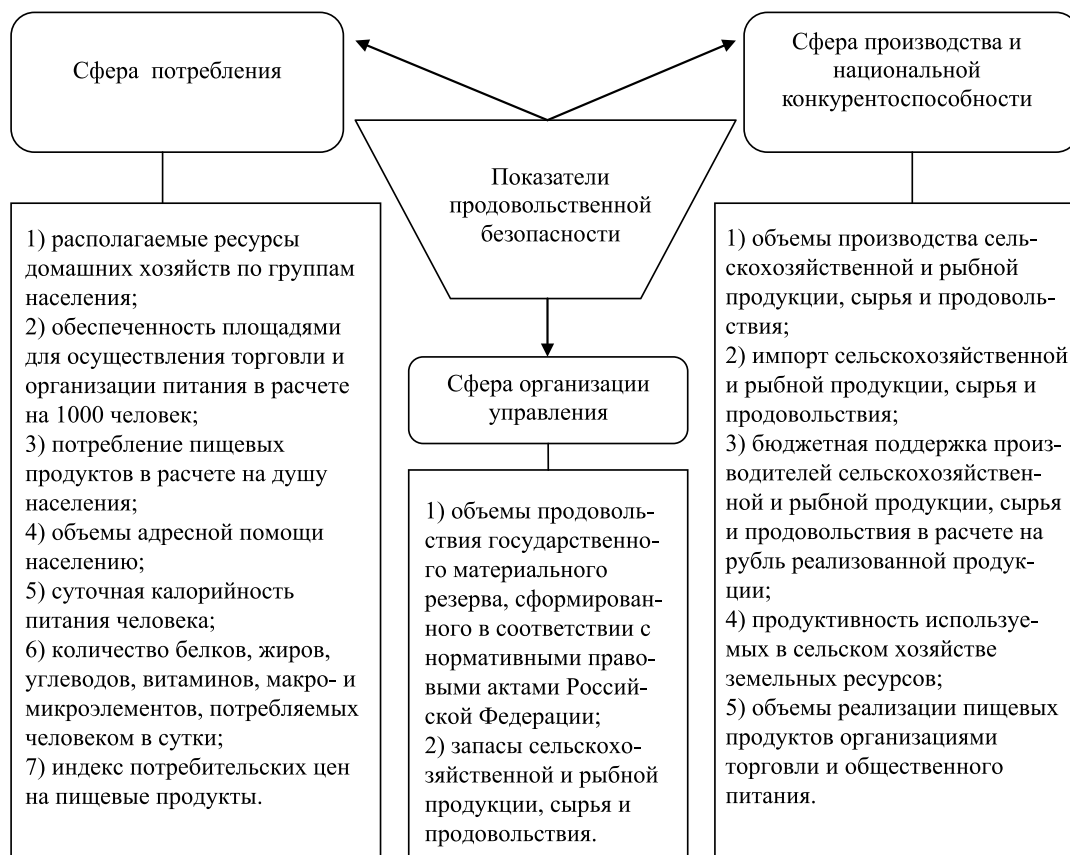 Сфера потребления
1) располагаемые ресурсы
домашних хозяйств по группам
населения;
2) обеспеченность площадями
для осуществления торговли и
организации питания в расчете
на 1000 человек;
3) потребление пищевых
продуктов в расчете на душу
населения;
4) объемы адресной помощи
населению;
5) суточная калорийность
питания человека;
6) количество белков, жиров,
углеводов, витаминов, макро- и
микроэлементов, потребляемых
человеком в сутки;
7) индекс потребительских цен
на пищевые продукты.
Показатели
продовольственной
безопасности
Сфера организации
управления
1) объемы продоволь-
ствия государственно-
го материального
резерва, сформирован-
ного в соответствии с
нормативными право-
выми актами Россий-
ской Федерации;
2) запасы сельскохо-
зяйственной и рыбной
продукции, сырья и
продовольствия.
Сфера производства и
национальной
конкурентоспособности
1) объемы производства сель-
скохозяйственной и рыбной
продукции, сырья и продоволь-
ствия;
2) импорт сельскохозяйственной
и рыбной продукции, сырья и
продовольствия;
3) бюджетная поддержка произ-
водителей сельскохозяйствен-
ной и рыбной продукции, сырья
и продовольствия в расчете на
рубль реализованной продук-
ции;
4) продуктивность используе-
мых в сельском хозяйстве
земельных ресурсов;
5) объемы реализации пищевых
продуктов организациями
торговли и общественного
питания.